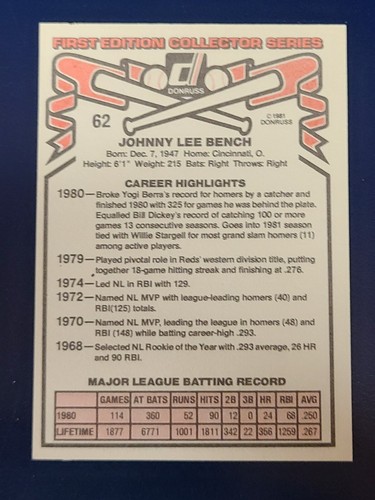 FIRST EDITION COLLECTOR SERIES
DONRUSS
62
© 1981
DONRUSS
JOHNNY LEE BENCH
Born: Dec. 7, 1947 Home: Cincinnati, O.
Height: 6'1" Weight: 215 Bats: Right Throws: Right
CAREER HIGHLIGHTS
1980—Broke Yogi Berra's record for homers by a catcher and
finished 1980 with 325 for games he was behind the plate.
Equalled Bill Dickey's record of catching 100 or more
games 13 consecutive seasons. Goes into 1981 season
tied with Willie Stargell for most grand slam homers (11)
among active players.
1979—Played pivotal role in Reds' western division title, putting
together 18-game hitting streak and finishing at .276.
1974—Led NL in RBI with 129.
1972—Named NL MVP with league-leading homers (40) and
RBI(125) totals.
1970—Named NL MVP, leading the league in homers (48) and
RBI (148) while batting career-high .293.
1968—Selected NL Rookie of the Year with .293 average, 26 HR
and 90 RBI.
MAJOR LEAGUE BATTING RECORD
GAMES AT BATS RUNS HITS 2B 3B HR RBI AVG
1980 114 360 52 90 12 0 24 68 .250
LIFETIME 1877 6771 1001 1811 342 22 356 1259 .267